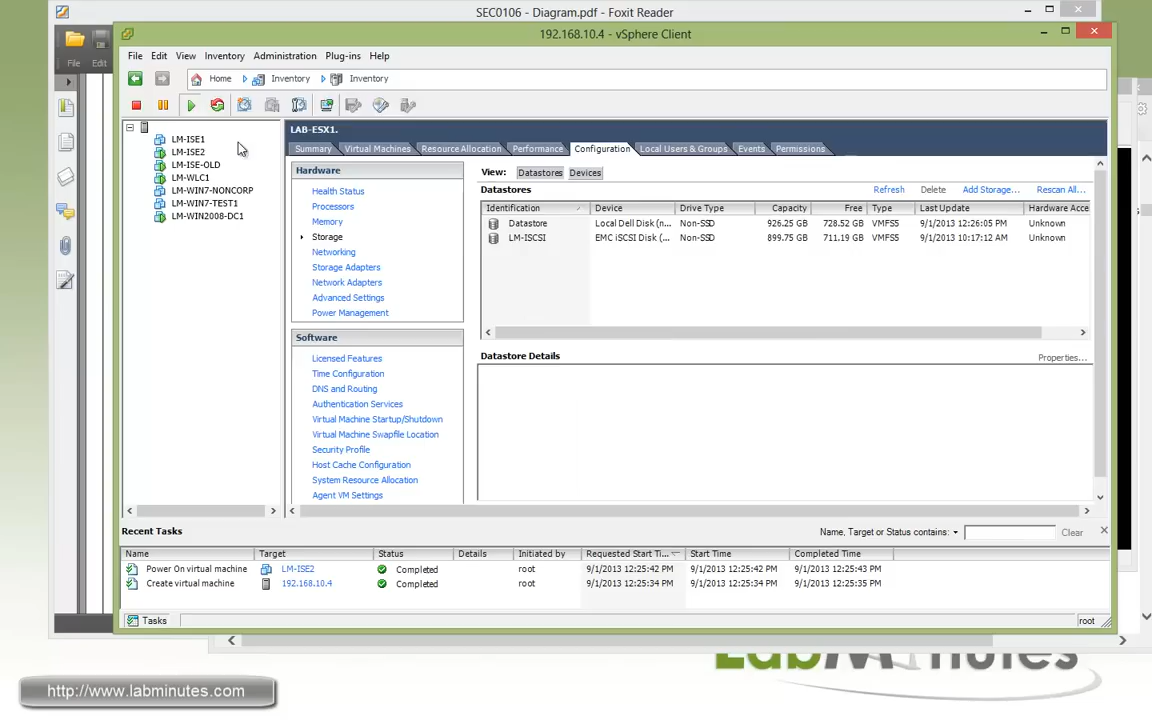 SEC0106 - Diagram.pdf - Foxit Reader
File Edit
192.168.10.4 - vSphere Client
File Edit View Inventory Administration Plug-ins Help
Home Inventory Inventory
LM-ISE1
LM-ISE2
LM-ISE-OLD
LM-WLC1
LM-WIN7-NONCORP
LM-WIN7-TEST1
LM-WIN2008-DC1
LAB-ESX1.
Summary Virtual Machines Resource Allocation Performance Configuration Local Users & Groups Events Permissions
Hardware
Health Status
Processors
Memory
Storage
Networking
Storage Adapters
Network Adapters
Advanced Settings
Power Management
Software
Licensed Features
Time Configuration
DNS and Routing
Authentication Services
Virtual Machine Startup/Shutdown
Virtual Machine Swapfile Location
Security Profile
Host Cache Configuration
System Resource Allocation
Agent VM Settings
View: Datastores Devices
Datastores Refresh Delete Add Storage... Rescan All...
Identification Device Drive Type Capacity Free Type Last Update Hardware Acce
Datastore Local Dell Disk (n... Non-SSD 926.25 GB 728.52 GB VMFS5 9/1/2013 12:26:05 PM Unknown
LM-ISCSI EMC iSCSI Disk (... Non-SSD 899.75 GB 711.19 GB VMFS5 9/1/2013 10:17:12 AM Unknown
Datastore Details Properties...
Recent Tasks Name, Target or Status contains: Clear
Name Target Status Details Initiated by Requested Start Ti... Start Time Completed Time
Power On virtual machine LM-ISE2 Completed root 9/1/2013 12:25:42 PM 9/1/2013 12:25:42 PM 9/1/2013 12:25:43 PM
Create virtual machine 192.168.10.4 Completed root 9/1/2013 12:25:34 PM 9/1/2013 12:25:34 PM 9/1/2013 12:25:35 PM
Tasks root
LabMinutes
http://www.labminutes.com